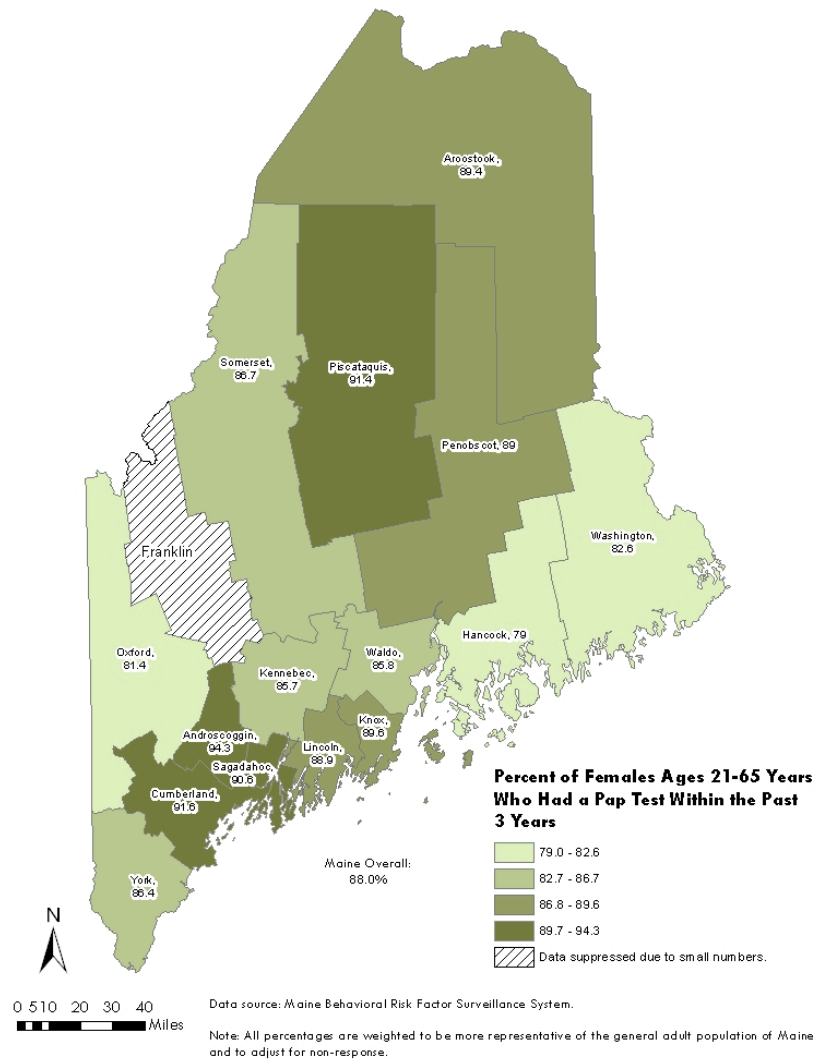 Aroostook,
89.4
Somerset,
86.7
Piscataquis,
91.4
Penobscot, 89
Washington,
82.6
Franklin
Oxford,
81.4
Hancock, 79
Waldo,
85.8
Kennebec,
85.7
Knox,
89.6
Androscoggin,
94.3
Lincoln,
88.9
Sagadahoc,
90.6
Cumberland,
91.6
York,
86.4
Maine Overall:
88.0%
Percent of Females Ages 21-65 Years
Who Had a Pap Test Within the Past
3 Years
79.0 - 82.6
82.7 - 86.7
86.8 - 89.6
89.7 - 94.3
Data suppressed due to small numbers.
N
0 5 10 20 30 40
Miles
Data source: Maine Behavioral Risk Factor Surveillance System.
Note: All percentages are weighted to be more representative of the general adult population of Maine
and to adjust for non-response.